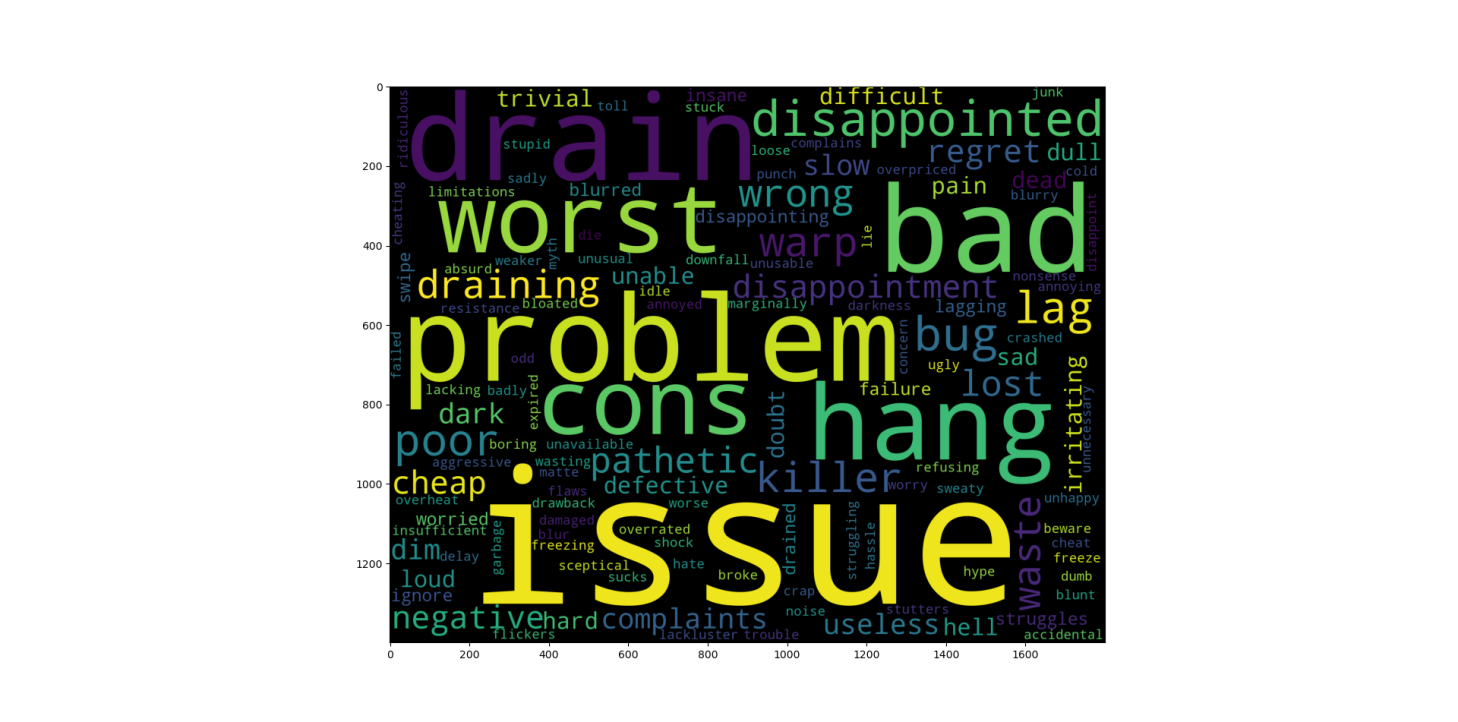 0
200
400
600
800
1000
1200
ridiculous
drain
trivial
toll
insane
stuck
difficult
junk
disappointed
stupid
loose
complains
slow
regret
dull
sadly
punch
overpriced
dead
cold
limitations
blurred
wrong
pain
blurry
cheating
worst
disappointing
bad
disappoint
die
warp
lie
myth
swipe
absurd
weaker
unusual
downfall
unusable
nonsense
draining
unable
idle
disappointment
annoying
resistance
bloated
annoyed
marginally
darkness
lagging
lag
problem
failed
concern
bug
crashed
odd
ugly
sad
lacking
badly
expired
cons
failure
lost
irritating
unnecessary
dark
doubt
hang
poor
boring
unavailable
aggressive
wasting
matte
pathetic
killer
refusing
cheap
flaws
defective
worry
sweaty
unhappy
overheat
drawback
worse
issue
waste
worried
insufficient
damaged
blur
overrated
drained
struggling
hassle
beware
dim
delay
garbage
freezing
shock
cheat
freeze
sceptical
hate
loud
sucks
broke
hype
dumb
ignore
crap
blunt
negative
hard
complaints
noise
stutters
useless
hell
struggles
flickers
lackluster
trouble
accidental
0
200
400
600
800
1000
1200
1400
1600